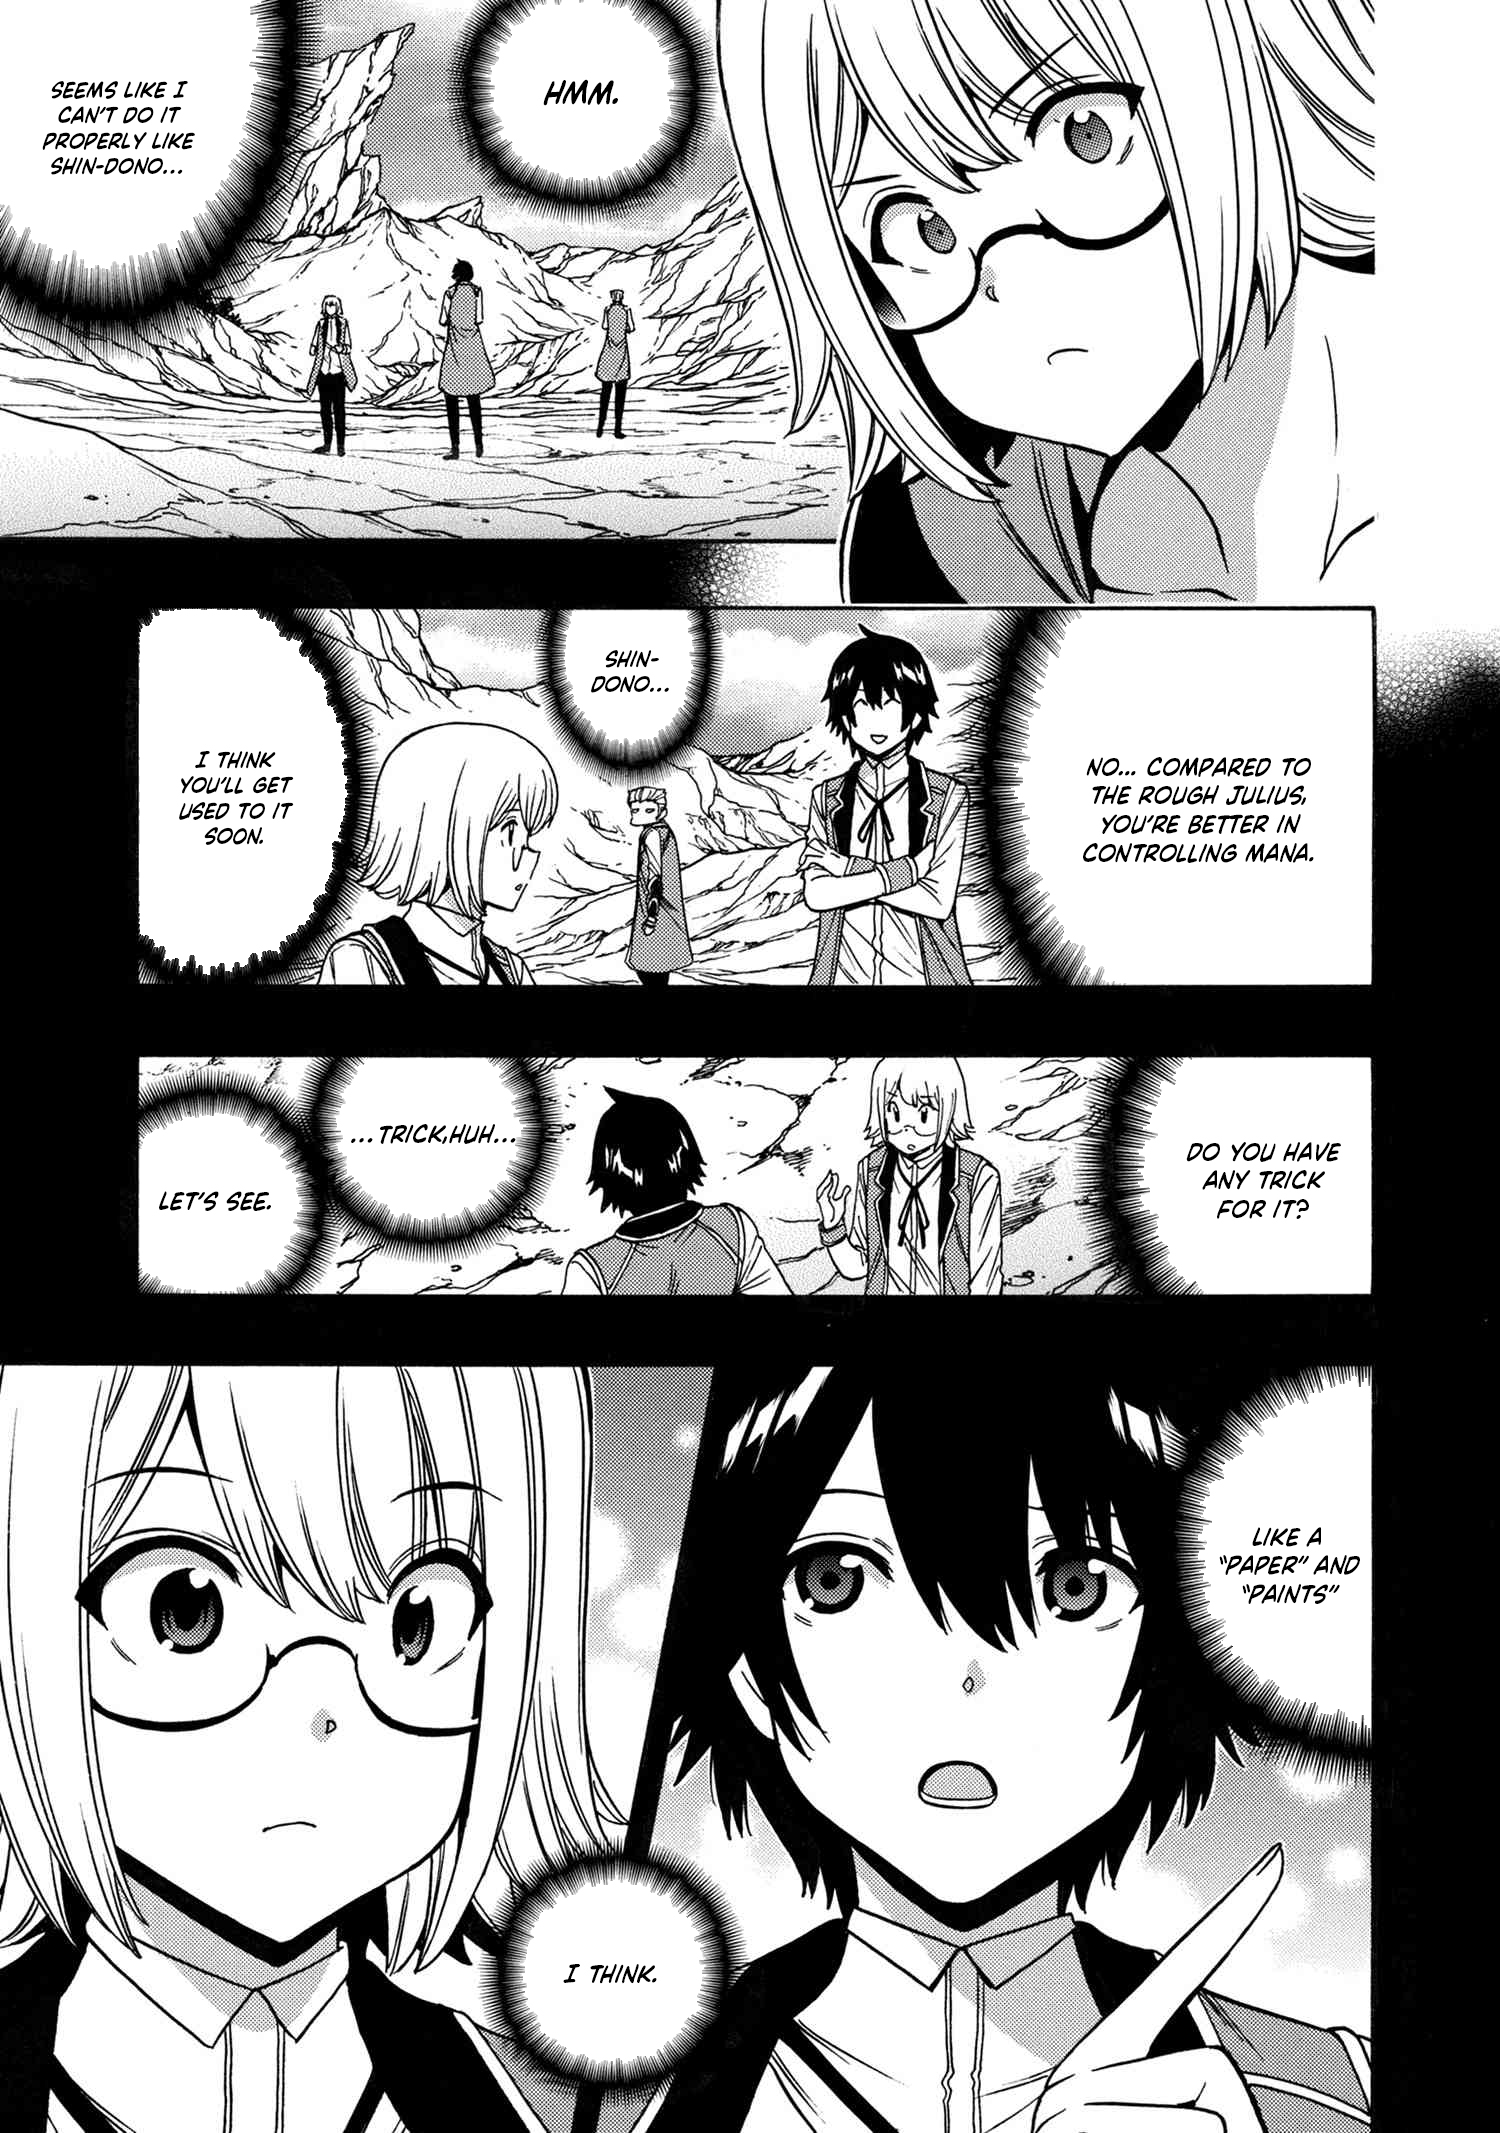 HMM.
SEEMS LIKE I
CAN'T DO IT
PROPERLY LIKE
SHIN-DONO...
NO... COMPARED TO
THE ROUGH JULIUS,
YOU'RE BETTER IN
CONTROLLING MANA.
SHIN-
DONO...
I THINK
YOU'LL GET
USED TO IT
SOON.
DO YOU HAVE
ANY TRICK
FOR IT?
...TRICK,HUH...
LET'S SEE.
LIKE A
"PAPER" AND
"PAINTS"
I THINK.